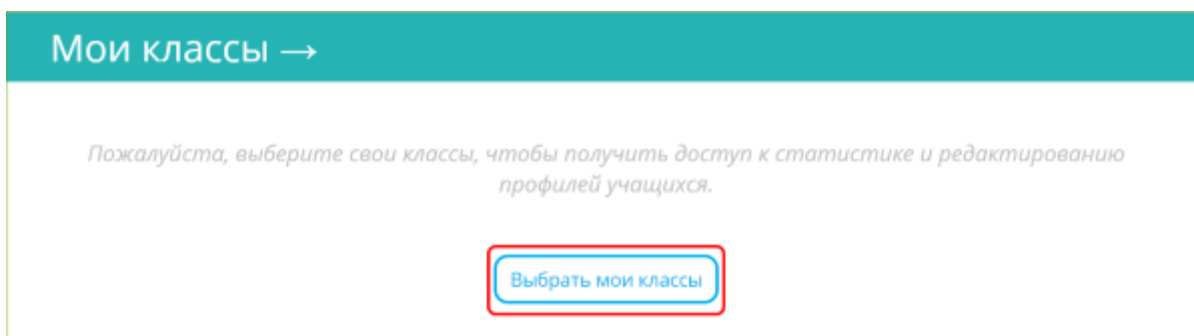 Мои классы →
Пожалуйста, выберите свои классы, чтобы получить доступ к статистике и редактированию
профилей учащихся.
Выбрать мои классы